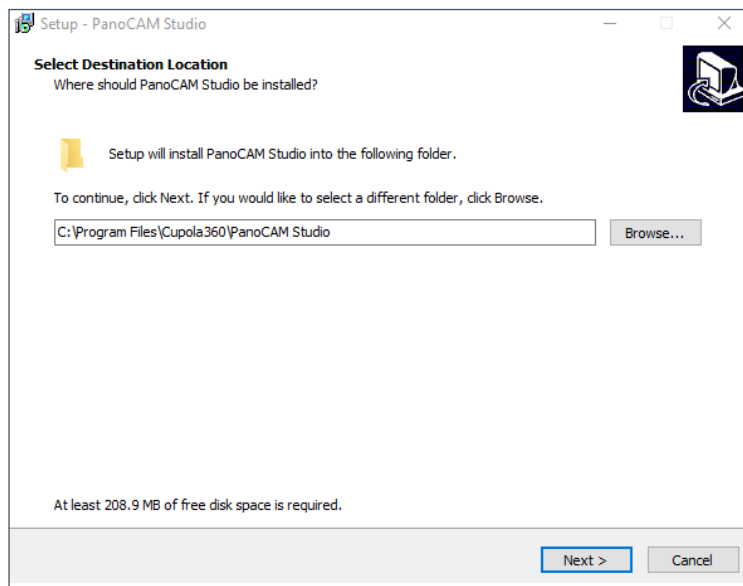 Setup - PanoCAM Studio
Select Destination Location
Where should PanoCAM Studio be installed?
Setup will install PanoCAM Studio into the following folder.
To continue, click Next. If you would like to select a different folder, click Browse.
C:\Program Files\Cupola360\PanoCAM Studio
Browse...
At least 208.9 MB of free disk space is required.
Next >
Cancel